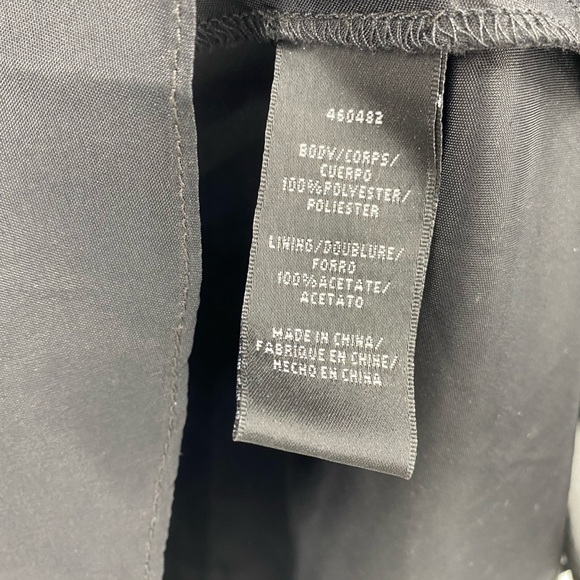 460482
BODY/CORPS/
CUERPO
100%POLYESTER/
POLIESTER
LINING/DOUBLURE/
FORRO
100%ACETATE/
ACETATO
MADE IN CHINA/
FABRIQUE EN CHINE/
HECHO EN CHINA